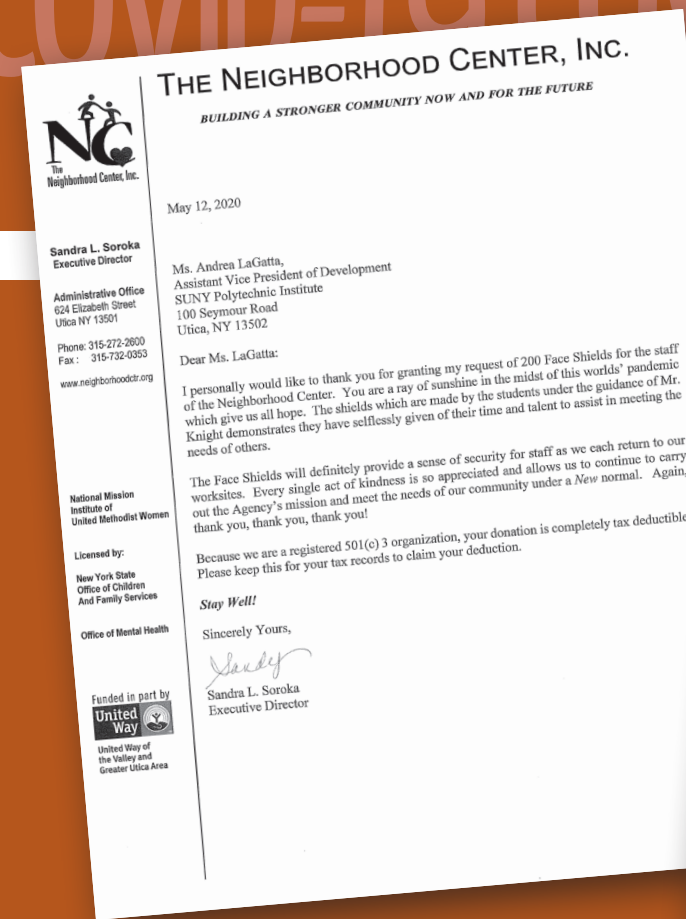 COVID-19
THE NEIGHBORHOOD CENTER, INC.
BUILDING A STRONGER COMMUNITY NOW AND FOR THE FUTURE
NC
The
Neighborhood Center, Inc.
Sandra L. Soroka
Executive Director
Administrative Office
624 Elizabeth Street
Utica NY 13501
Phone: 315-272-2600
Fax : 315-732-0353
www.neighborhoodctr.org
National Mission
Institute of
United Methodist Women
Licensed by:
New York State
Office of Children
And Family Services
Office of Mental Health
Funded in part by
United
Way
United Way of
the Valley and
Greater Utica Area
May 12, 2020
Ms. Andrea LaGatta,
Assistant Vice President of Development
SUNY Polytechnic Institute
100 Seymour Road
Utica, NY 13502
Dear Ms. LaGatta:
I personally would like to thank you for granting my request of 200 Face Shields for the staff
of the Neighborhood Center. You are a ray of sunshine in the midst of this worlds' pandemic
which give us all hope. The shields which are made by the students under the guidance of Mr.
Knight demonstrates they have selflessly given of their time and talent to assist in meeting the
needs of others.
The Face Shields will definitely provide a sense of security for staff as we each return to our
worksites. Every single act of kindness is so appreciated and allows us to continue to carry
out the Agency's mission and meet the needs of our community under a New normal. Again,
thank you, thank you, thank you!
Because we are a registered 501(c) 3 organization, your donation is completely tax deductible
Please keep this for your tax records to claim your deduction.
Stay Well!
Sincerely Yours,
Sandy
Sandra L. Soroka
Executive Director